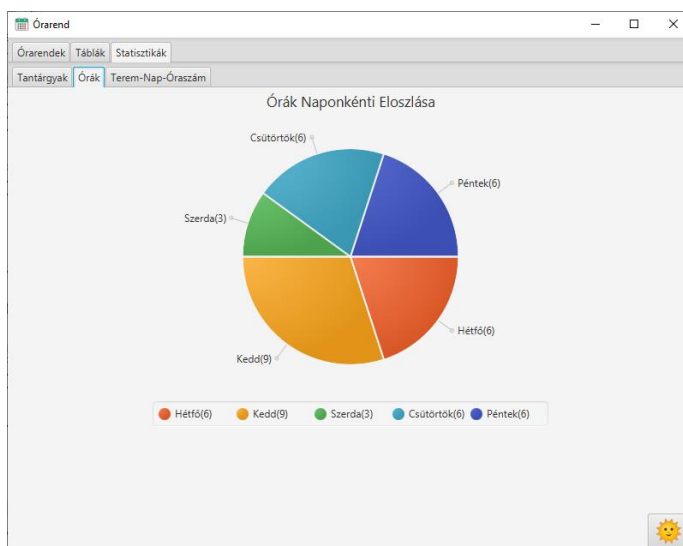 Órarend
Órarendek Táblák Statisztikák
Tantárgyak Órák Terem-Nap-Óraszám
Órák Naponkénti Eloszlása
Csütörtök(6)
Péntek(6)
Szerda(3)
Hétfő(6)
Kedd(9)
Hétfő(6) Kedd(9) Szerda(3) Csütörtök(6) Péntek(6)